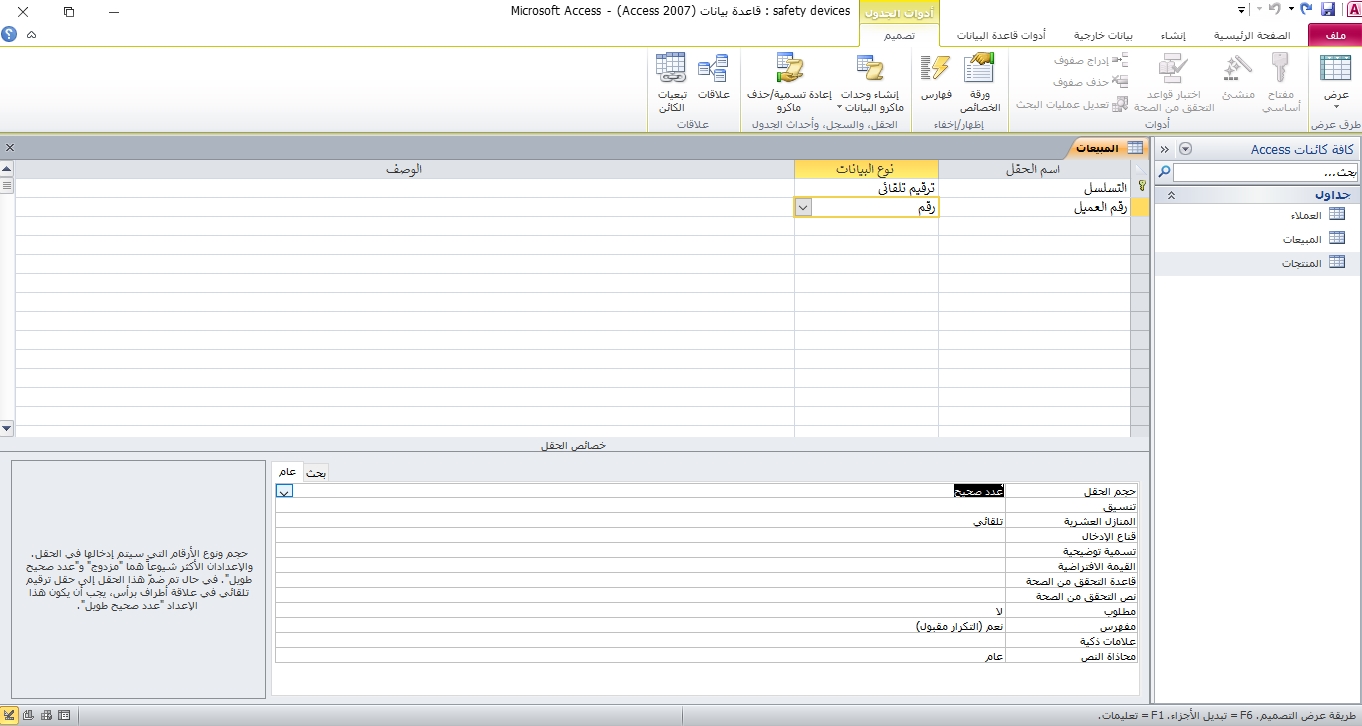 أدوات الجدول
safety devices : قاعدة بيانات (Access 2007) - Microsoft Access
ملف
الصفحة الرئيسية
إنشاء
بيانات خارجية
أدوات قاعدة البيانات
تصميم
عرض
مفتاح أساسي
منشئ
اختبار قواعد التحقق من الصحة
إدراج صفوف
حذف صفوف
تعديل عمليات البحث
ورقة الخصائص
فهارس
إنشاء وحدات ماكرو البيانات
إعادة تسمية/حذف ماكرو
علاقات
تبعيات الكائن
طرق عرض
أدوات
إظهار/إخفاء
الحقل، والسجل، وأحداث الجدول
علاقات
كافة كائنات Access
بحث...
جداول
العملاء
المبيعات
المنتجات
المبيعات
اسم الحقل
نوع البيانات
الوصف
التسلسل
ترقيم تلقائي
رقم العميل
رقم
خصائص الحقل
عام
بحث
حجم الحقل
عدد صحيح
تنسيق
المنازل العشرية
تلقائي
قناع الإدخال
تسمية توضيحية
القيمة الافتراضية
قاعدة التحقق من الصحة
نص التحقق من الصحة
مطلوب
لا
مفهرس
نعم (التكرار مقبول)
علامات ذكية
محاذاة النص
عام
حجم ونوع الأرقام التي سيتم إدخالها في الحقل.
والإعدادان الأكثر شيوعاً هما "مزدوج" و"عدد صحيح
طويل". في حال تم ضمّ هذا الحقل إلى حقل ترقيم
تلقائي في علاقة أطراف برأس، يجب أن يكون هذا
الإعداد "عدد صحيح طويل".
طريقة عرض التصميم. F6 = تبديل الأجزاء. F1 = تعليمات.